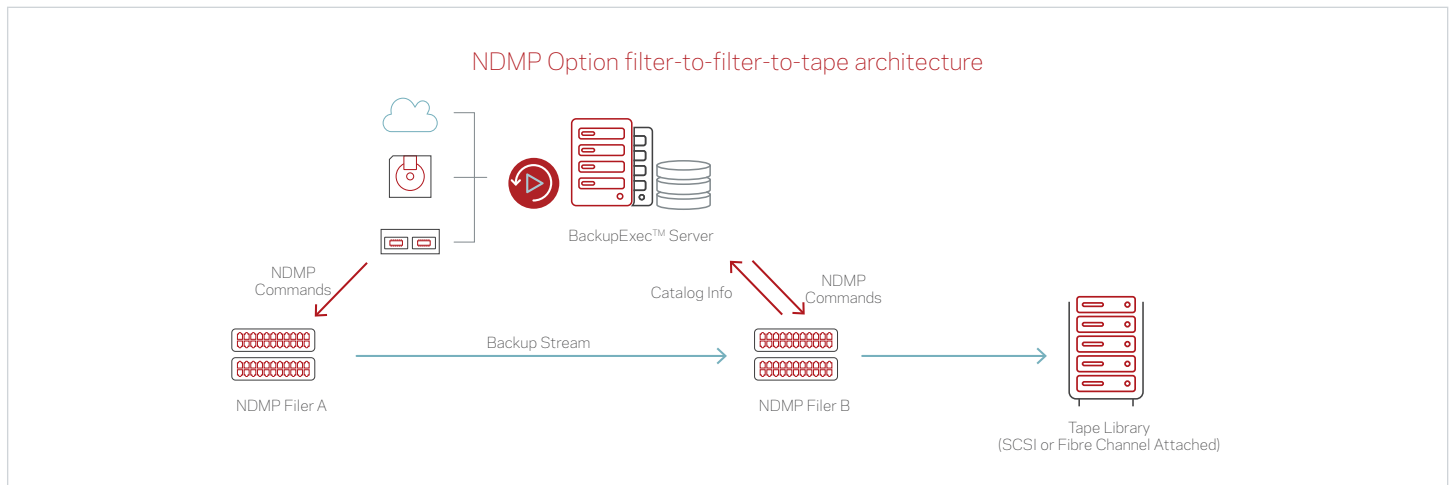 NDMP Option filter-to-filter-to-tape architecture
BackupExec™ Server
NDMP
Commands
Catalog Info
NDMP
Commands
Backup Stream
NDMP Filer A
NDMP Filer B
Tape Library
(SCSI or Fibre Channel Attached)